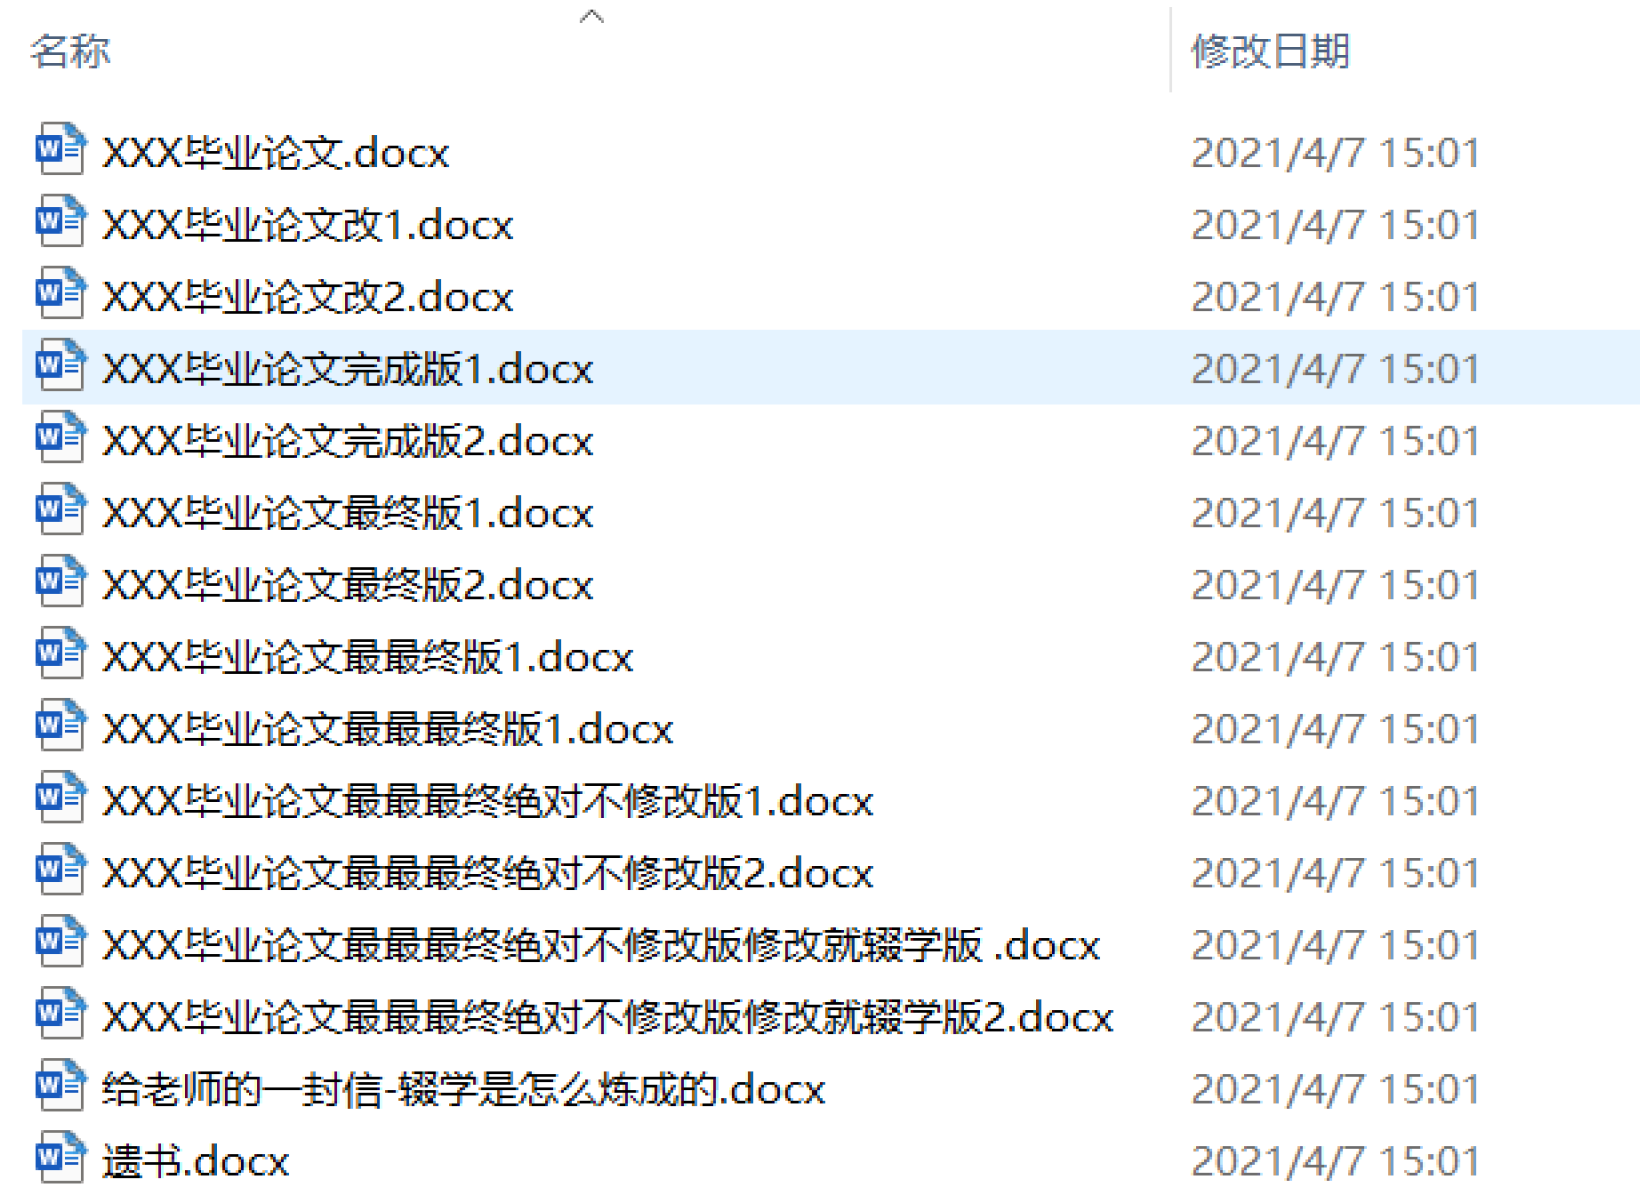 名称 修改日期
XXX毕业论文.docx 2021/4/7 15:01
XXX毕业论文改1.docx 2021/4/7 15:01
XXX毕业论文改2.docx 2021/4/7 15:01
XXX毕业论文完成版1.docx 2021/4/7 15:01
XXX毕业论文完成版2.docx 2021/4/7 15:01
XXX毕业论文最终版1.docx 2021/4/7 15:01
XXX毕业论文最终版2.docx 2021/4/7 15:01
XXX毕业论文最最终版1.docx 2021/4/7 15:01
XXX毕业论文最最最终版1.docx 2021/4/7 15:01
XXX毕业论文最最最终绝对不修改版1.docx 2021/4/7 15:01
XXX毕业论文最最最终绝对不修改版2.docx 2021/4/7 15:01
XXX毕业论文最最最终绝对不修改版修改就辍学版 .docx 2021/4/7 15:01
XXX毕业论文最最最终绝对不修改版修改就辍学版2.docx 2021/4/7 15:01
给老师的一封信-辍学是怎么炼成的.docx 2021/4/7 15:01
遗书.docx 2021/4/7 15:01